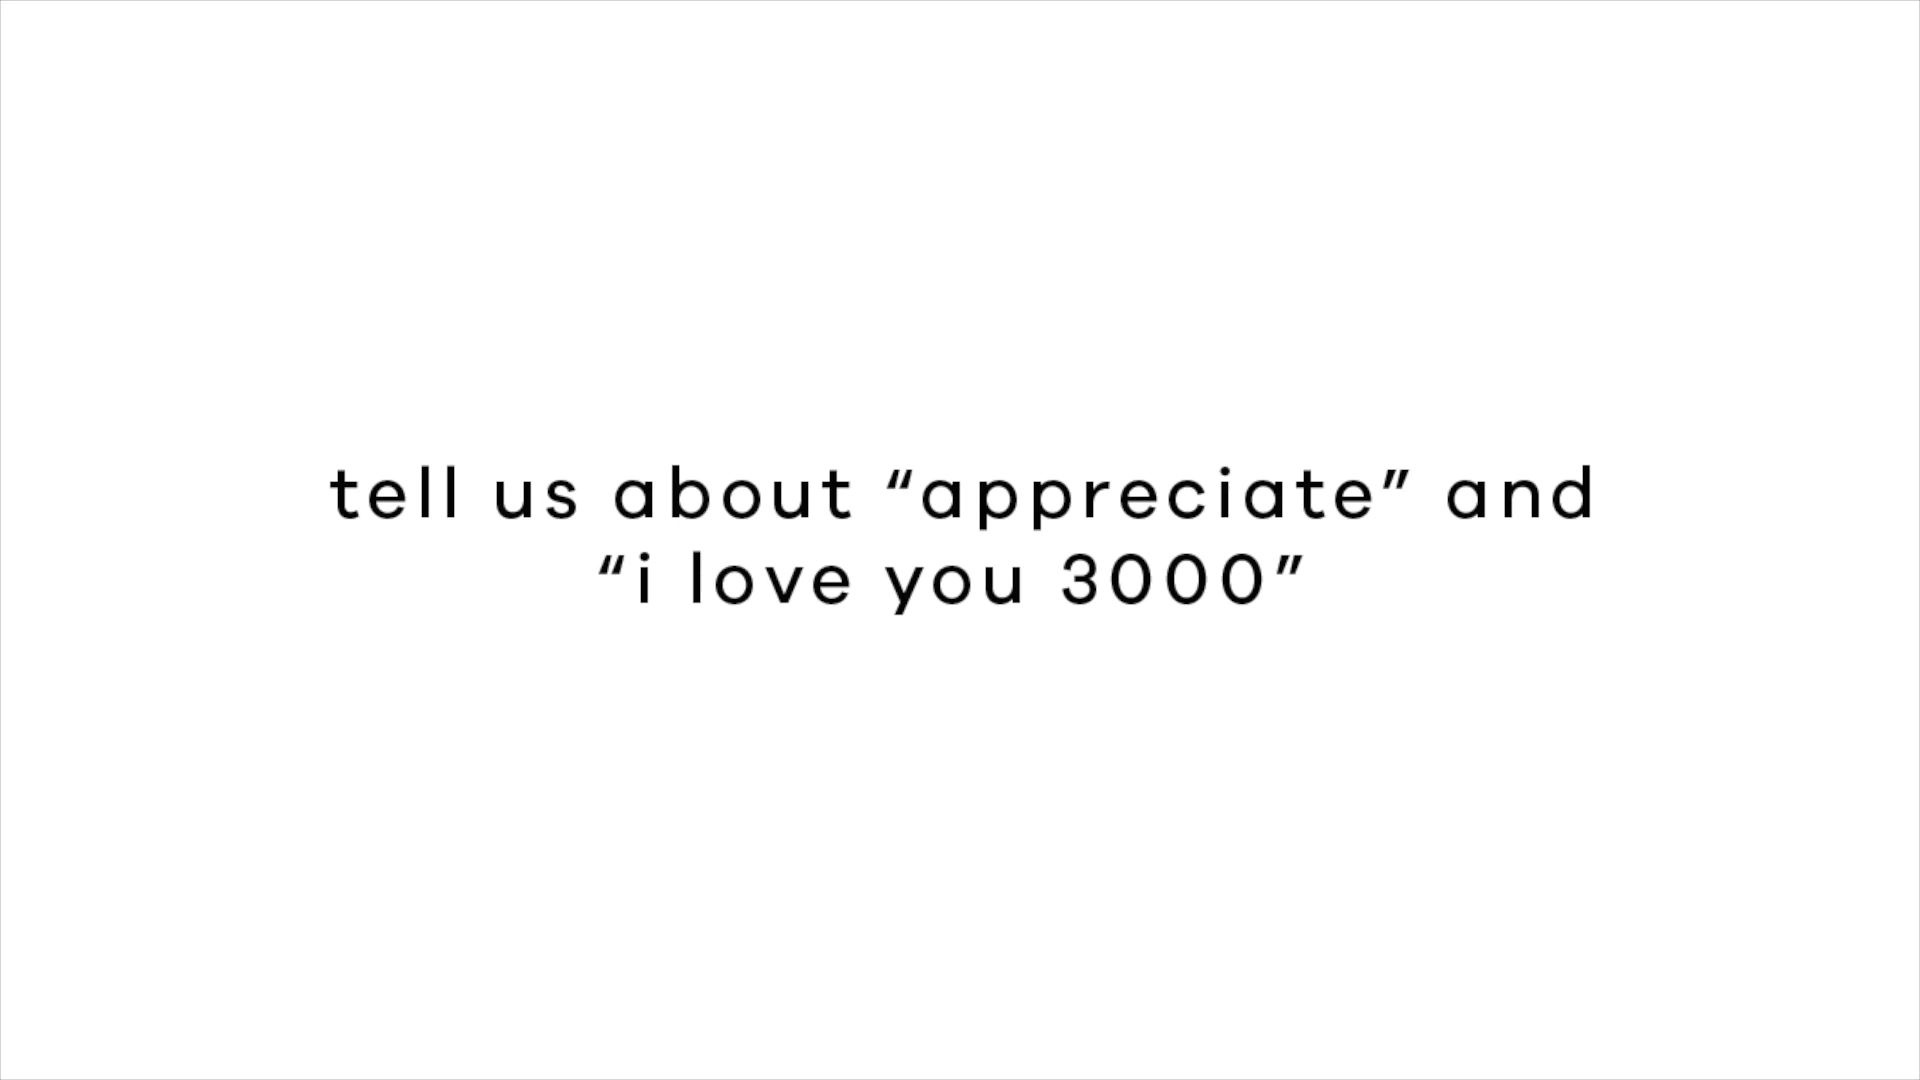 tell us about “appreciate” and
“i love you 3000”